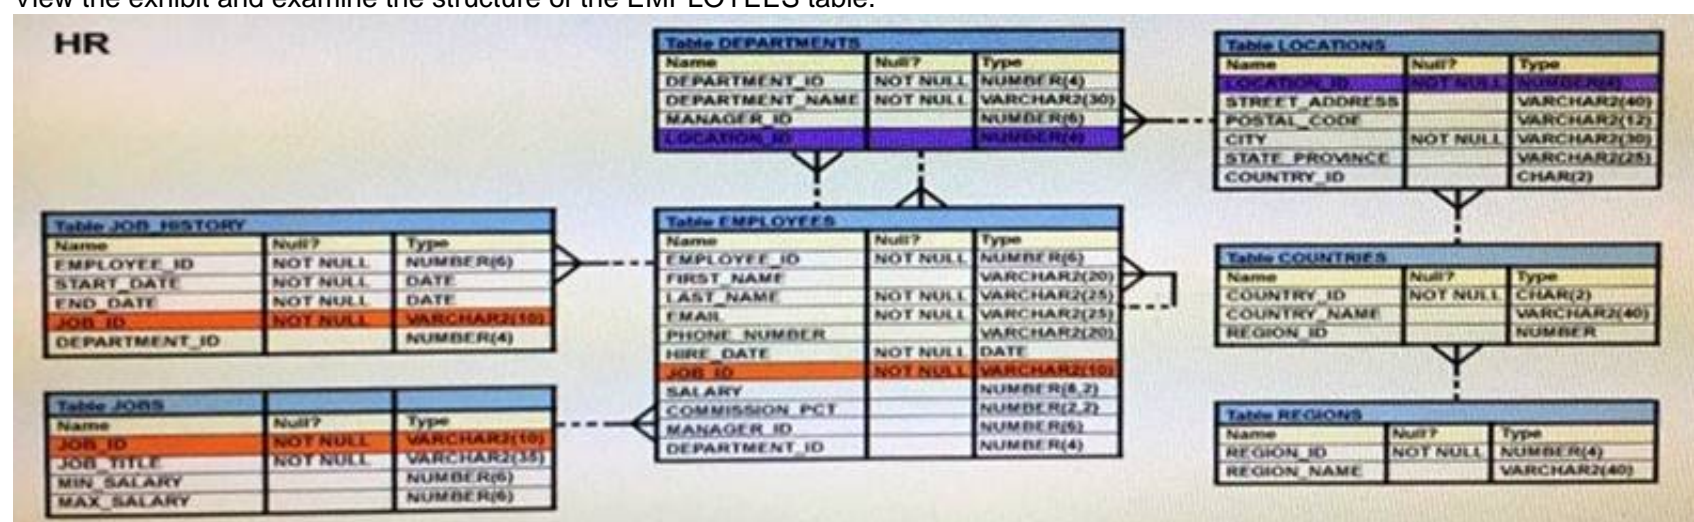 View the exhibit and examine the structure of the EMPLOYEES table.
HR
Table DEPARTMENTS
Name Null? Type
DEPARTMENT_ID NOT NULL NUMBER(4)
DEPARTMENT_NAME NOT NULL VARCHAR2(30)
MANAGER_ID NUMBER(6)
LOCATION_ID NUMBER(4)
Table LOCATIONS
Name Null? Type
LOCATION_ID NOT NULL NUMBER(4)
STREET_ADDRESS VARCHAR2(40)
POSTAL_CODE VARCHAR2(12)
CITY NOT NULL VARCHAR2(30)
STATE_PROVINCE VARCHAR2(25)
COUNTRY_ID CHAR(2)
Table JOB_HISTORY
Name Null? Type
EMPLOYEE_ID NOT NULL NUMBER(6)
START_DATE NOT NULL DATE
END_DATE NOT NULL DATE
JOB_ID NOT NULL VARCHAR2(10)
DEPARTMENT_ID NUMBER(4)
Table EMPLOYEES
Name Null? Type
EMPLOYEE_ID NOT NULL NUMBER(6)
FIRST_NAME VARCHAR2(20)
LAST_NAME NOT NULL VARCHAR2(25)
EMAIL NOT NULL VARCHAR2(25)
PHONE_NUMBER VARCHAR2(20)
HIRE_DATE NOT NULL DATE
JOB_ID NOT NULL VARCHAR2(10)
SALARY NUMBER(8,2)
COMMISSION_PCT NUMBER(2,2)
MANAGER_ID NUMBER(6)
DEPARTMENT_ID NUMBER(4)
Table COUNTRIES
Name Null? Type
COUNTRY_ID NOT NULL CHAR(2)
COUNTRY_NAME VARCHAR2(40)
REGION_ID NUMBER
Table JOBS
Name Null? Type
JOB_ID NOT NULL VARCHAR2(10)
JOB_TITLE NOT NULL VARCHAR2(35)
MIN_SALARY NUMBER(6)
MAX_SALARY NUMBER(6)
Table REGIONS
Name Null? Type
REGION_ID NOT NULL NUMBER(4)
REGION_NAME VARCHAR2(40)